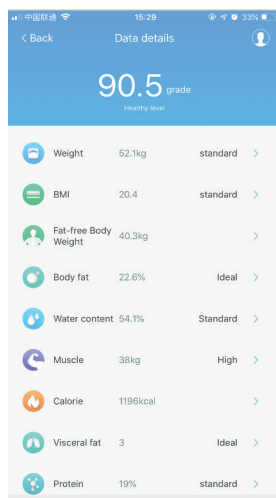 中国联通 15:29 33%
< Back Data details
90.5 grade
Healthy level
Weight 52.1kg standard >
BMI 20.4 standard >
Fat-free Body
Weight 40.3kg >
Body fat 22.6% Ideal >
Water content 54.1% Standard >
Muscle 38kg High >
Calorie 1196kcal >
Visceral fat 3 Ideal >
Protein 19% standard >